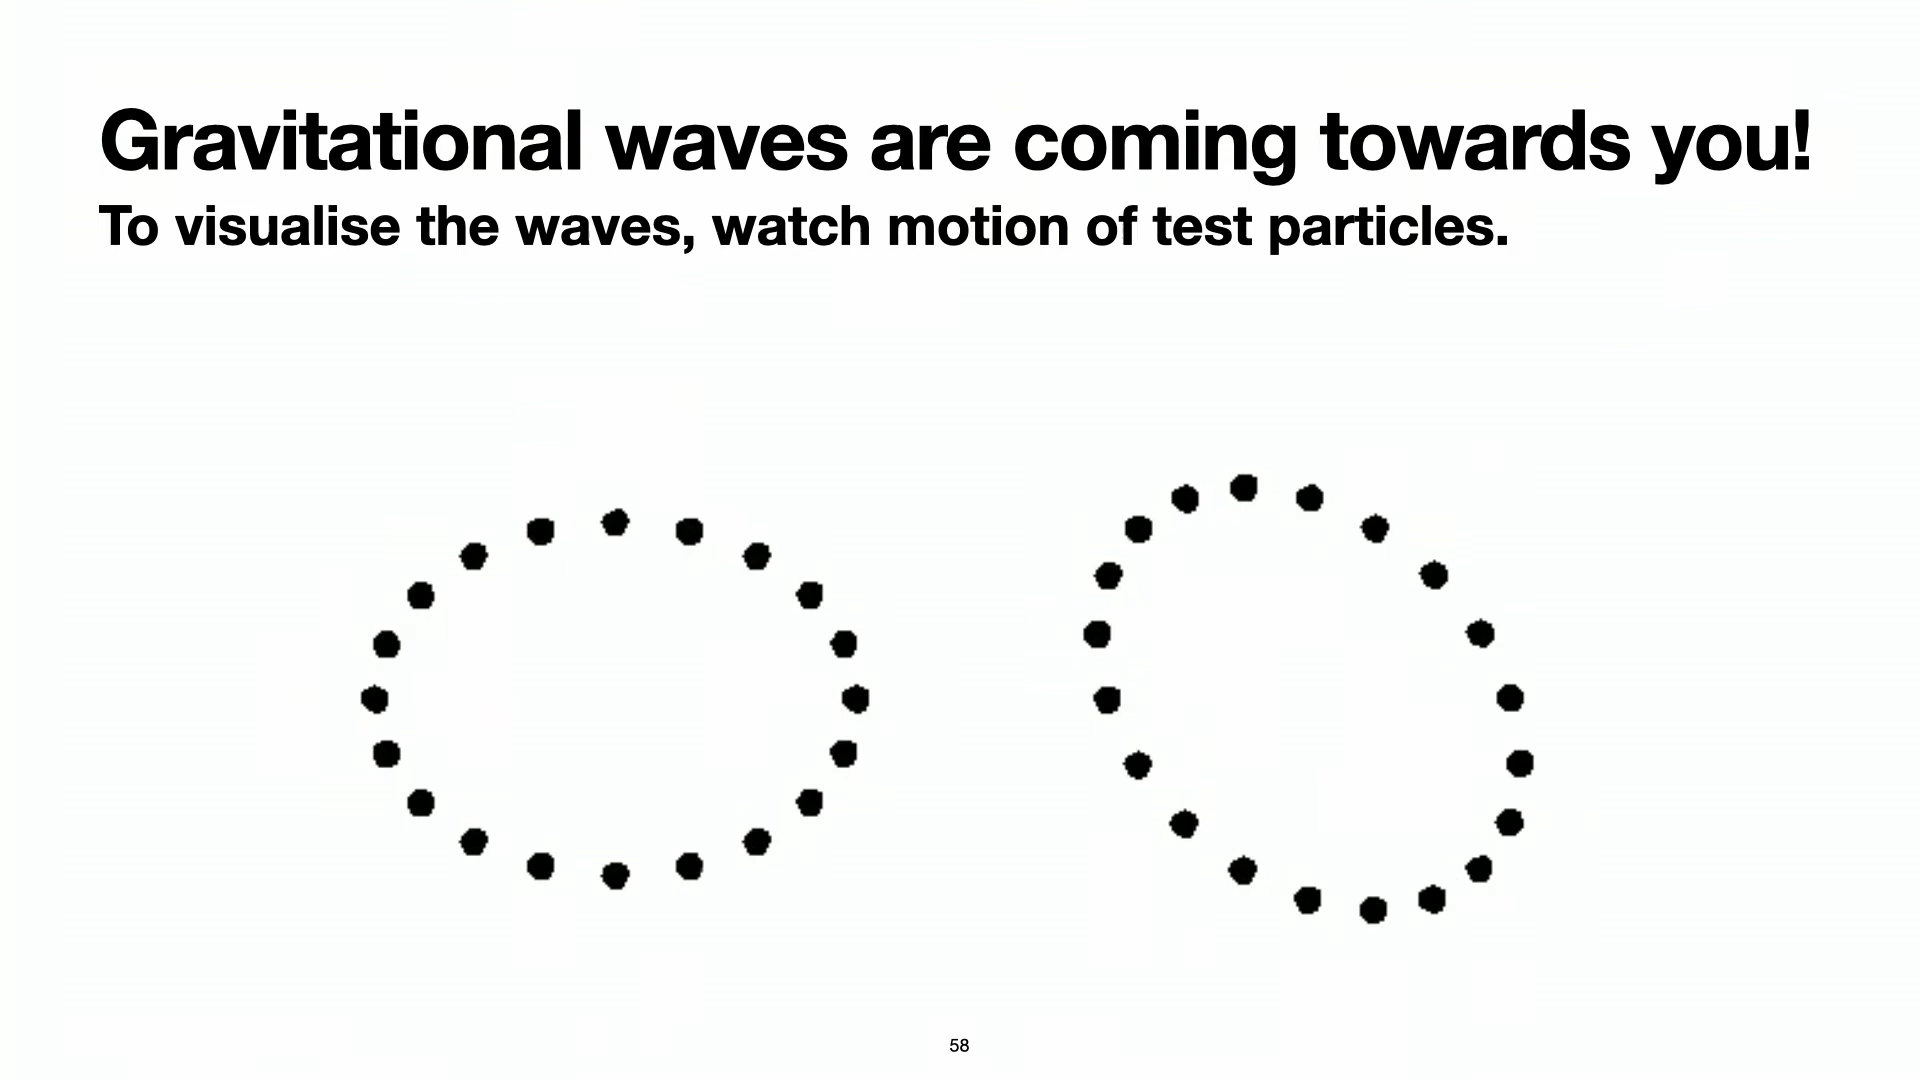 Gravitational waves are coming towards you!
To visualise the waves, watch motion of test particles.
58